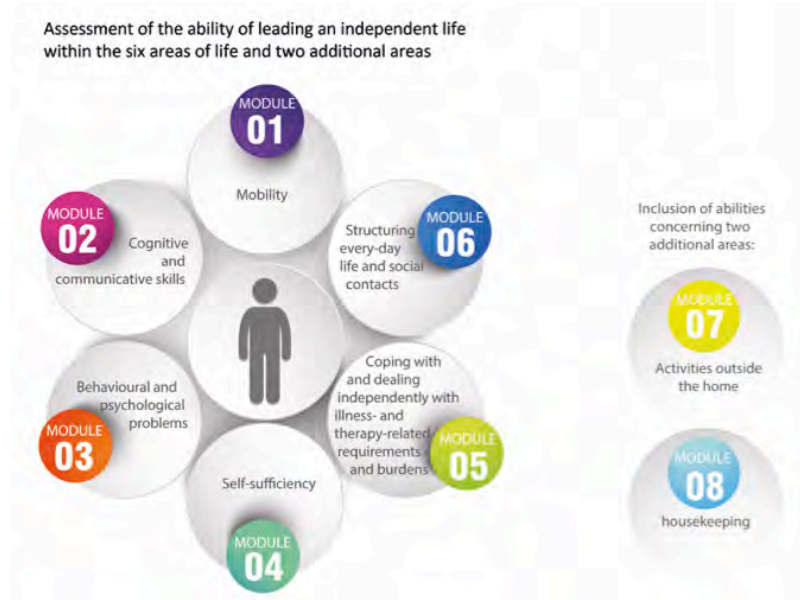 Assessment of the ability of leading an independent life
within the six areas of life and two additional areas
MODULE
01
Mobility
MODULE
02
Cognitive
and
communicative skills
MODULE
03
Behavioural and
psychological
problems
MODULE
04
Self-sufficiency
MODULE
05
Coping with
and dealing
independently with
illness- and
therapy-related
requirements
and burdens
MODULE
06
Structuring
every-day
life and social
contacts
Inclusion of abilities
concerning two
additional areas:
MODULE
07
Activities outside
the home
MODULE
08
housekeeping